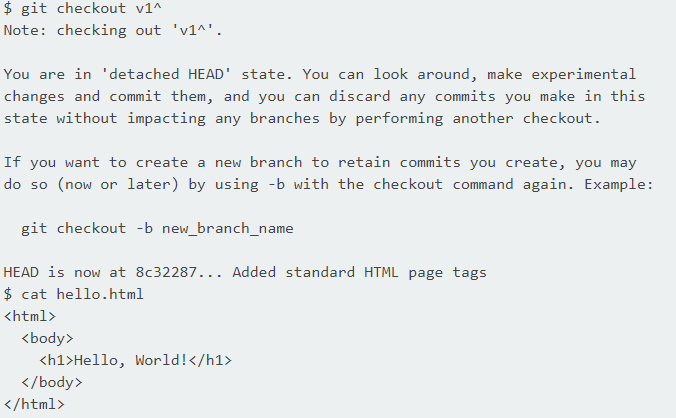 $ git checkout v1^
Note: checking out 'v1^'.
You are in 'detached HEAD' state. You can look around, make experimental
changes and commit them, and you can discard any commits you make in this
state without impacting any branches by performing another checkout.
If you want to create a new branch to retain commits you create, you may
do so (now or later) by using -b with the checkout command again. Example:
  git checkout -b new_branch_name
HEAD is now at 8c32287... Added standard HTML page tags
$ cat hello.html
<html>
  <body>
    <h1>Hello, World!</h1>
  </body>
</html>